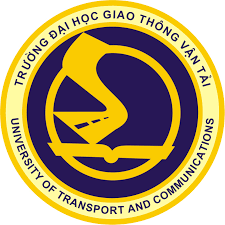 TRƯỜNG ĐẠI HỌC GIAO THÔNG VẬN TẢI
UNIVERSITY OF TRANSPORT AND COMMUNICATIONS